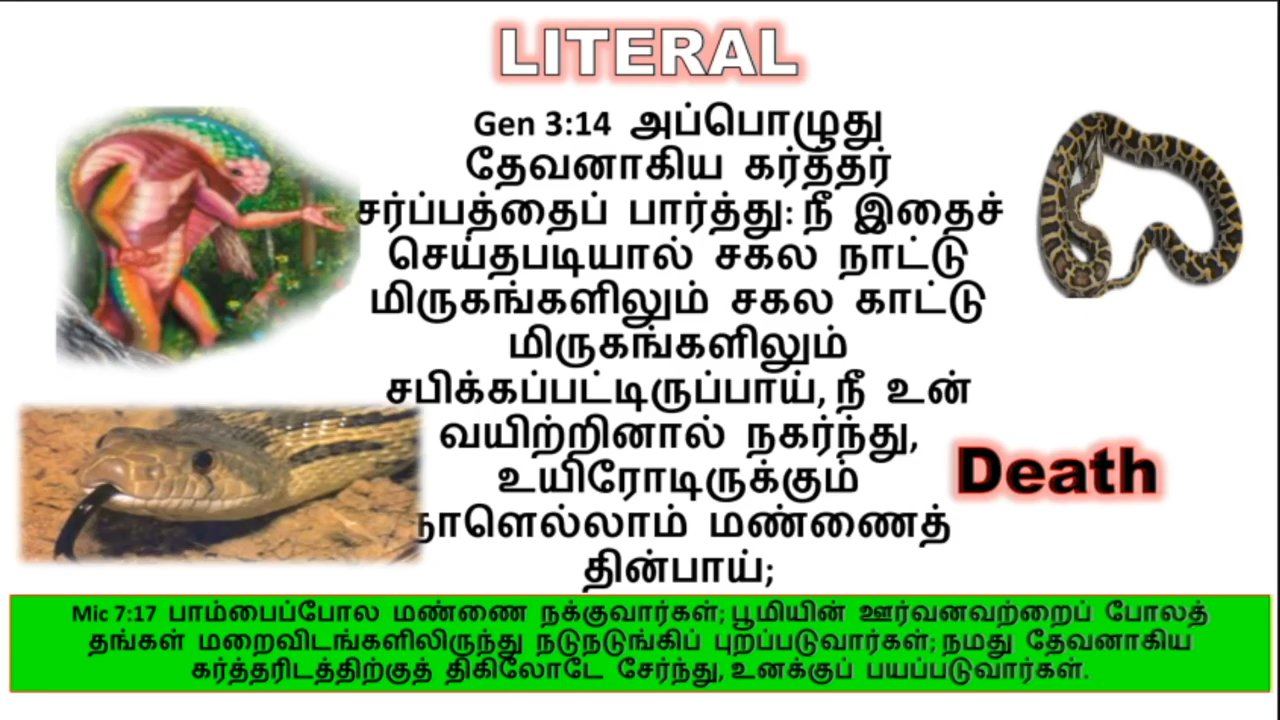 LITERAL
Gen 3:14 அப்பொழுது
தேவனாகிய கர்த்தர்
சர்ப்பத்தைப் பார்த்து: நீ இதைச்
செய்தபடியால் சகல நாட்டு
மிருகங்களிலும் சகல காட்டு
மிருகங்களிலும்
சபிக்கப்பட்டிருப்பாய், நீ உன்
வயிற்றினால் நகர்ந்து,
உயிரோடிருக்கும்
நாளெல்லாம் மண்ணைத்
தின்பாய்;
Death
Mic 7:17 பாம்பைப்போல மண்ணை நக்குவார்கள்; பூமியின் ஊர்வனவற்றைப் போலத்
தங்கள் மறைவிடங்களிலிருந்து நடுநடுங்கிப் புறப்படுவார்கள்; நமது தேவனாகிய
கர்த்தரிடத்திற்குத் திகிலோடே சேர்ந்து, உனக்குப் பயப்படுவார்கள்.